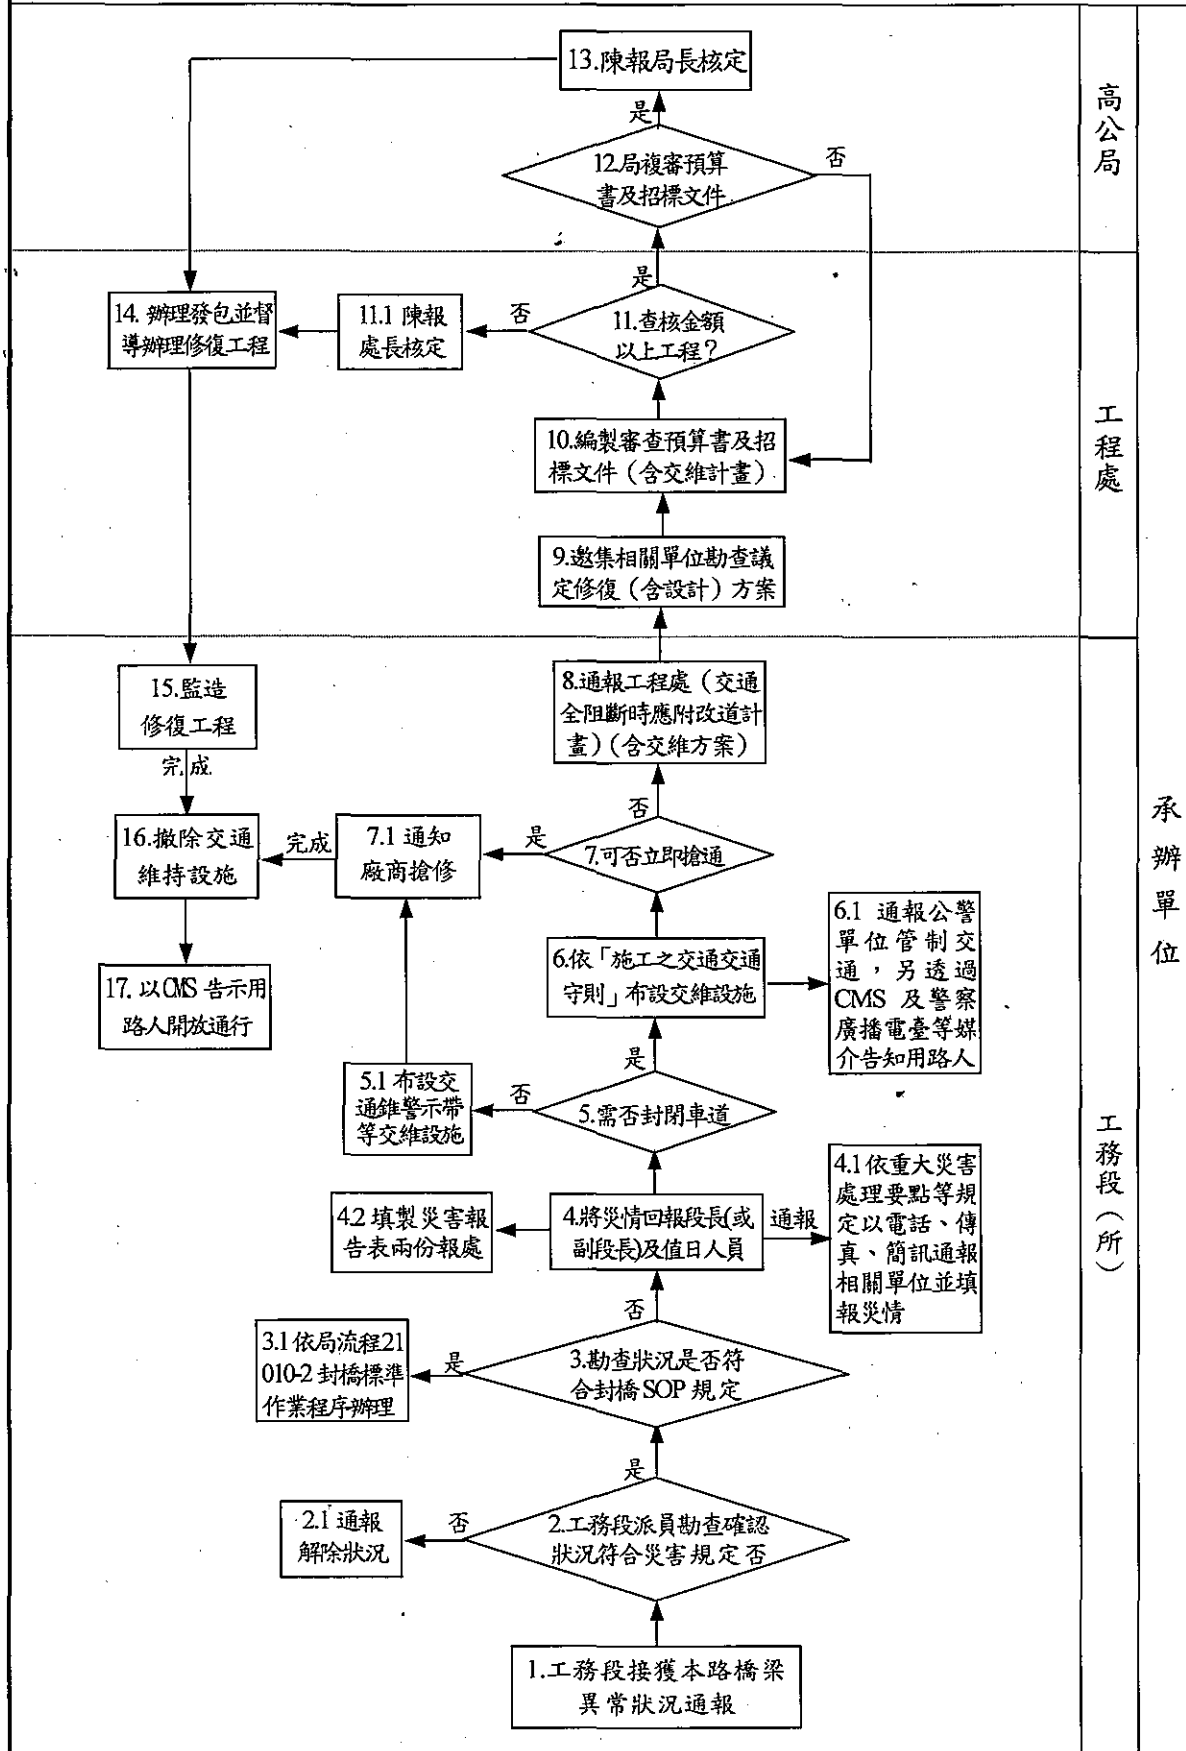 13.陳報局長核定
是
12.局複審預算
書及招標文件
否
高公局
是
14. 辦理發包並督
導辦理修復工程
11.1 陳報
處長核定
否
11.查核金額
以上工程？
10.編製審查預算書及招
標文件（含交維計畫）
9.邀集相關單位勘查議
定修復（含設計）方案
工程處
15.監造
修復工程
完成
8.通報工程處（交通
全阻斷時應附改道計
畫）（含交維方案）
否
16.撤除交通
維持設施
完成
7.1 通知
廠商搶修
是
7.可否立即搶通
17. 以CMS 告示用
路人開放通行
6.依「施工之交通交通
守則」布設交維設施
6.1 通報公警
單位管制交
通，另透過
CMS 及警察
廣播電臺等媒
介告知用路人
是
5.1 布設交
通錐警示帶
等交維設施
否
5.需否封閉車道
4.2 填製災害報
告表兩份報處
4.將災情回報段長(或
副段長)及值日人員
通報
4.1依重大災害
處理要點等規
定以電話、傳
真、簡訊通報
相關單位並填
報災情
否
3.1 依局流程21
010-2 封橋標準
作業程序辦理
是
3.勘查狀況是否符
合封橋 SOP 規定
是
2.1 通報
解除狀況
否
2.工務段派員勘查確認
狀況符合災害規定否
1.工務段接獲本路橋梁
異常狀況通報
工務段（所）
承辦單位